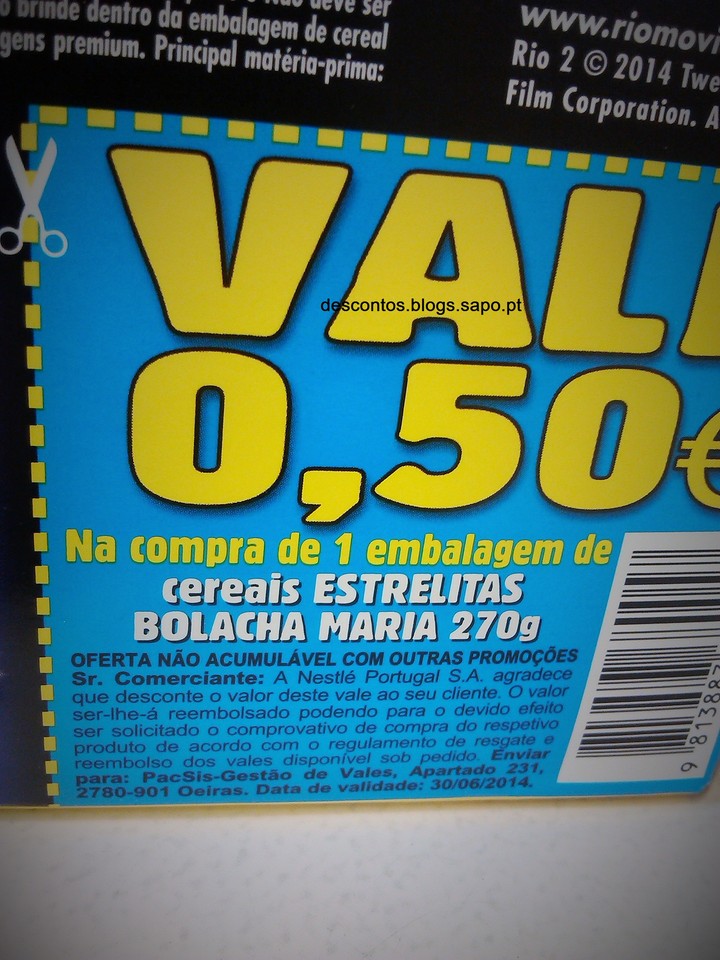 deve ser
o brinde dentro da embalagem de cereal
gens premium. Principal matéria-prima:
www.riomovi
Rio 2 © 2014 Twe
Film Corporation. A
VAL
descontos.blogs.sapo.pt
0,50€
Na compra de 1 embalagem de
cereais ESTRELITAS
BOLACHA MARIA 270g
OFERTA NÃO ACUMULÁVEL COM OUTRAS PROMOÇÕES
Sr. Comerciante: A Nestlé Portugal S.A. agradece
que desconte o valor deste vale ao seu cliente. O valor
ser-lhe-á reembolsado podendo para o devido efeito
ser solicitado o comprovativo de compra do respetivo
produto de acordo com o regulamento de resgate e
reembolso dos vales disponível sob pedido. Enviar
para: PacSis-Gestão de Vales, Apartado 231,
2780-901 Oeiras. Data de validade: 30/06/2014.
9 813887